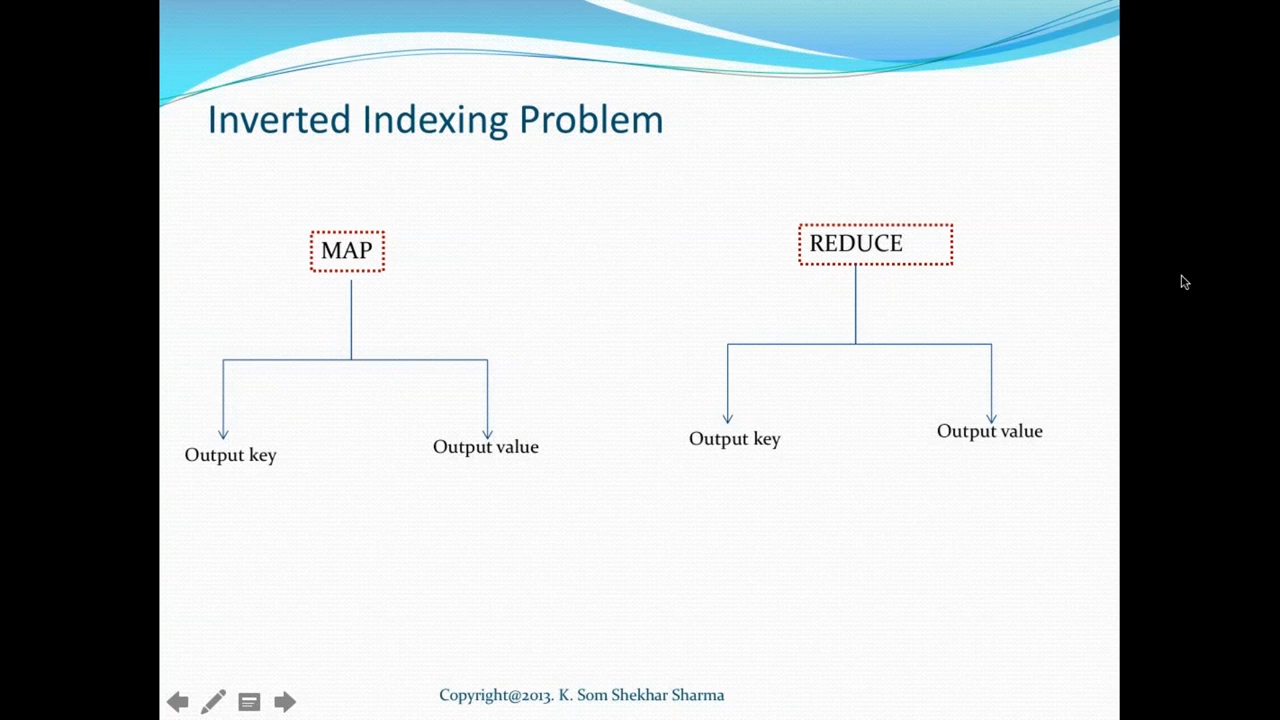 Inverted Indexing Problem
MAP
REDUCE
Output key
Output value
Output key
Output value
Copyright@2013. K. Som Shekhar Sharma